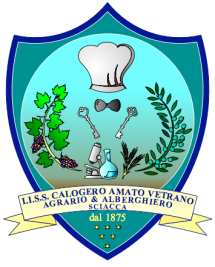 I.I.S.S. CALOGERO AMATO VETRANO
AGRARIO & ALBERGHIERO
SCIACCA
dal 1875